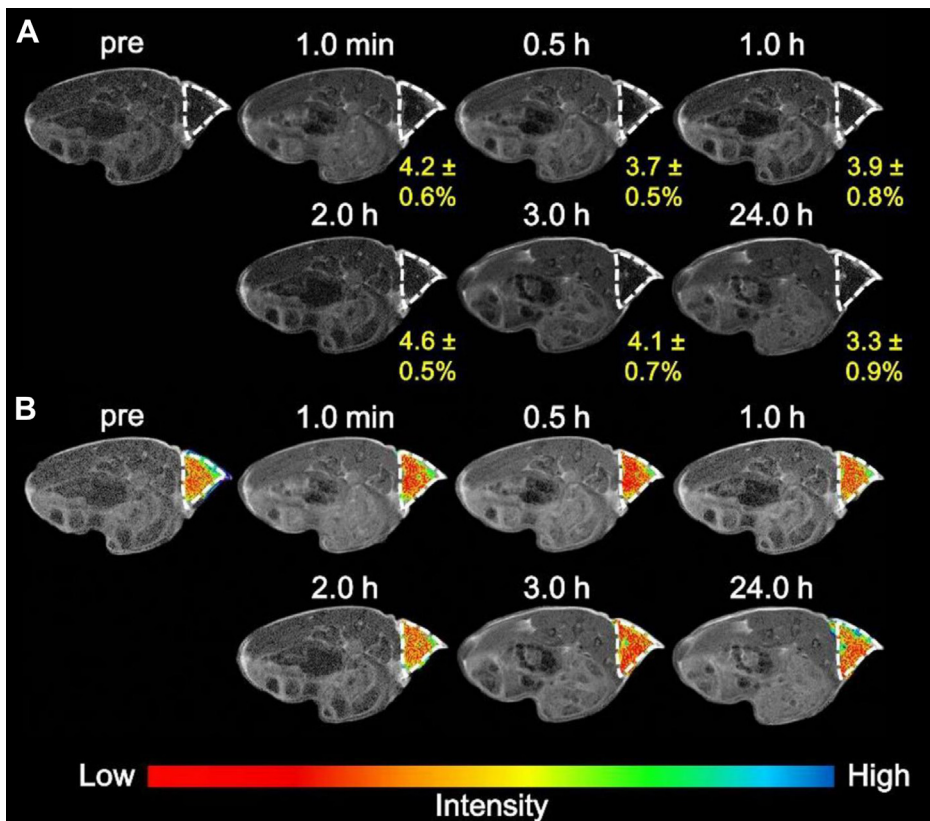 A
pre
1.0 min
0.5 h
1.0 h
4.2 ±
0.6%
3.7 ±
0.5%
3.9 ±
0.8%
2.0 h
3.0 h
24.0 h
4.6 ±
0.5%
4.1 ±
0.7%
3.3 ±
0.9%
B
pre
1.0 min
0.5 h
1.0 h
2.0 h
3.0 h
24.0 h
Low
High
Intensity